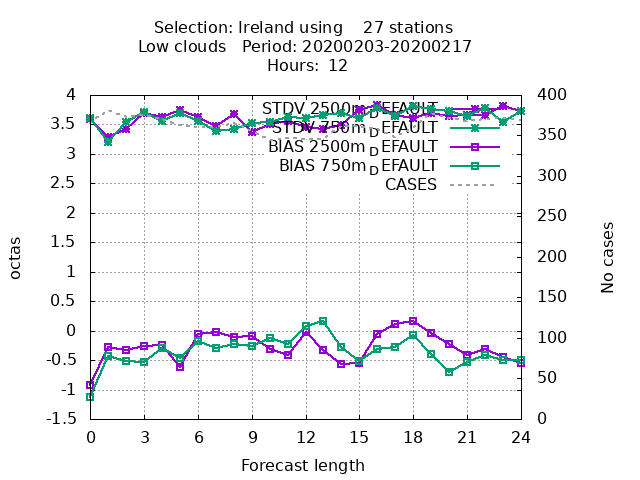 Selection: Ireland using 27 stations
Low clouds Period: 20200203-20200217
Hours: 12
STDV 2500m DEFAULT
STDV 750m DEFAULT
BIAS 2500m DEFAULT
BIAS 750m DEFAULT
CASES
4
3.5
3
2.5
2
1.5
1
0.5
0
-0.5
-1
-1.5
octas
400
350
300
250
200
150
100
50
0
No cases
0 3 6 9 12 15 18 21 24
Forecast length